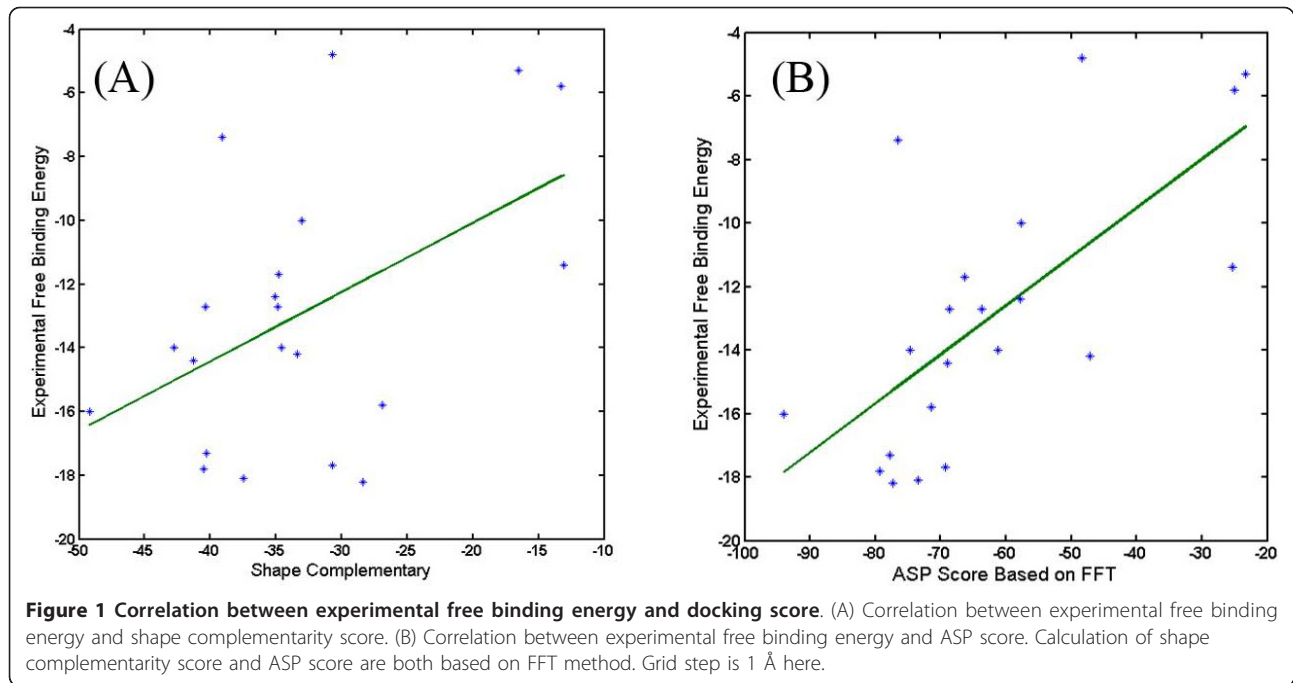 (A)
-4
-6
-8
-10
-12
-14
-16
-18
-20
Experimental Free Binding Energy
-50 -45 -40 -35 -30 -25 -20 -15 -10
Shape Complementary
(B)
-4
-6
-8
-10
-12
-14
-16
-18
-20
Experimental Free Binding Energy
-100 -90 -80 -70 -60 -50 -40 -30 -20
ASP Score Based on FFT
Figure 1 Correlation between experimental free binding energy and docking score. (A) Correlation between experimental free binding
energy and shape complementarity score. (B) Correlation between experimental free binding energy and ASP score. Calculation of shape
complementarity score and ASP score are both based on FFT method. Grid step is 1 Å here.